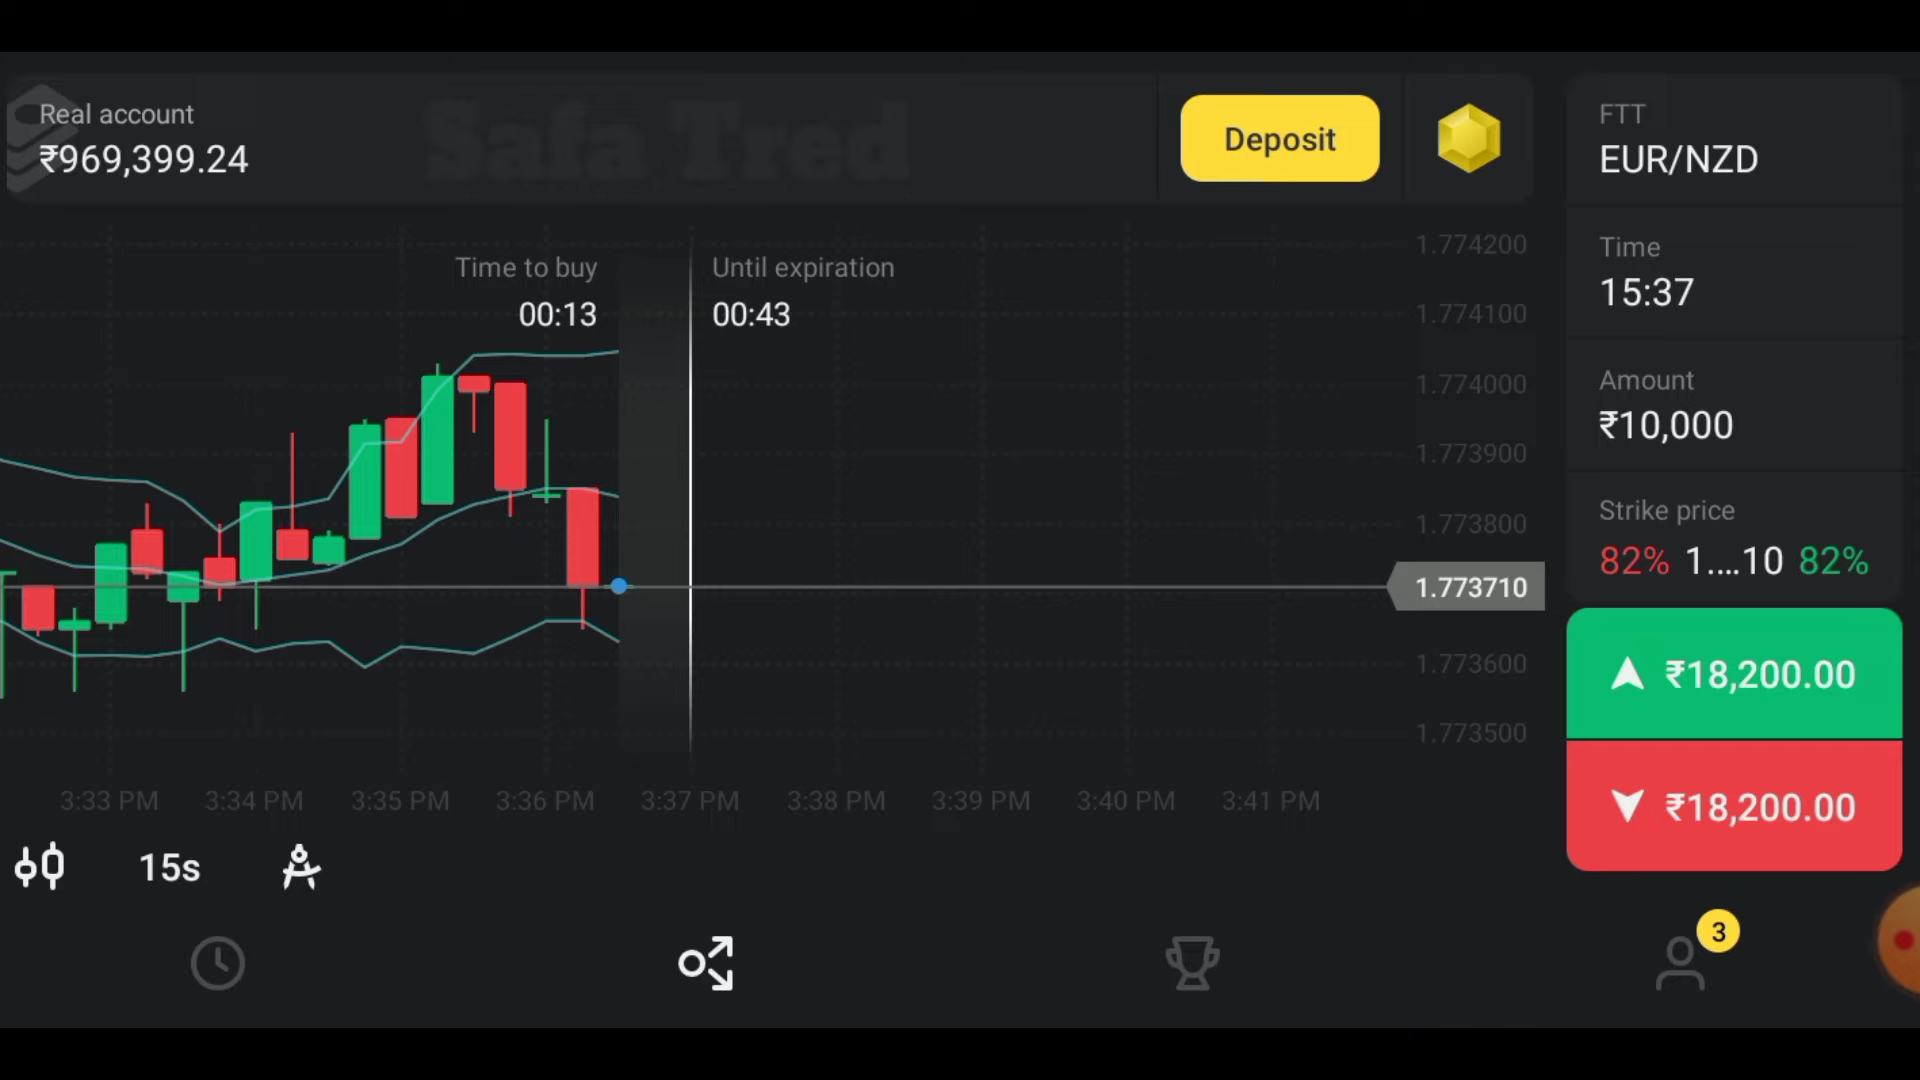 Real account
₹969,399.24
Safa Tred
Deposit
FTT
EUR/NZD
Time
15:37
Amount
₹10,000
Strike price
82% 1....10 82%
₹18,200.00
₹18,200.00
Time to buy
00:13
Until expiration
00:43
1.774200
1.774100
1.774000
1.773900
1.773800
1.773710
1.773600
1.773500
3:33 PM 3:34 PM 3:35 PM 3:36 PM 3:37 PM 3:38 PM 3:39 PM 3:40 PM 3:41 PM
15s
3